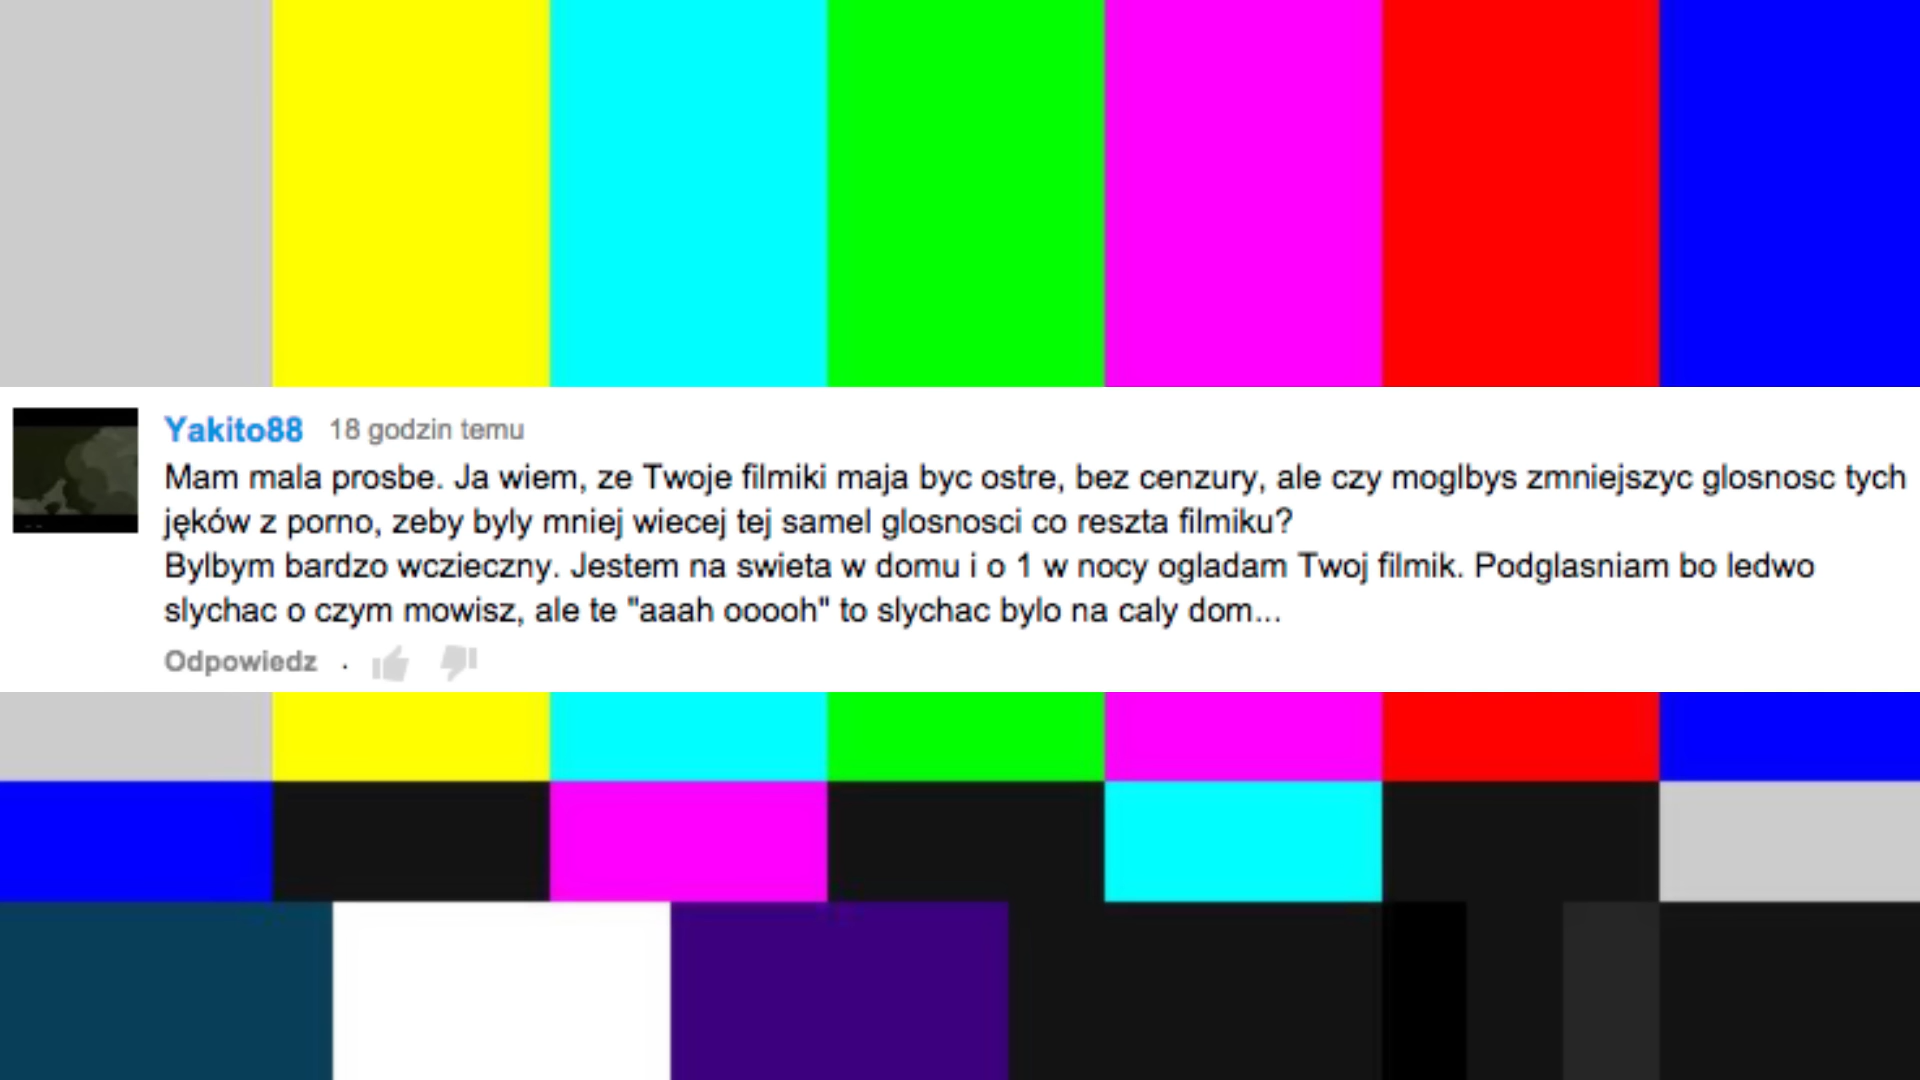 Yakito88 18 godzin temu
Mam mala prosbe. Ja wiem, ze Twoje filmiki maja byc ostre, bez cenzury, ale czy moglbys zmniejszyc glosnosc tych
jęków z porno, zeby byly mniej wiecej tej samel glosnosci co reszta filmiku?
Bylbym bardzo wczieczny. Jestem na swieta w domu i o 1 w nocy ogladam Twoj filmik. Podglasniam bo ledwo
slychac o czym mowisz, ale te "aaah ooooh" to slychac bylo na caly dom...
Odpowiedz .